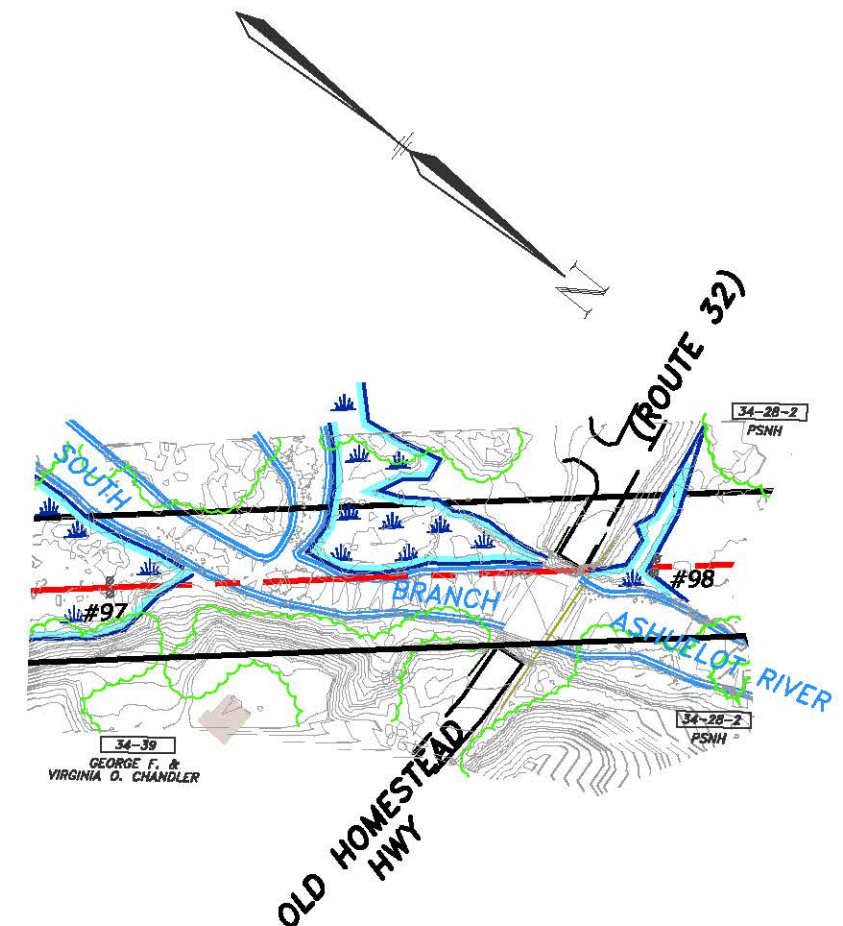 N
(ROUTE 32)
34-28-2
PSNH
SOUTH
BRANCH
#98
#97
ASHUELOT RIVER
34-28-2
PSNH
34-39
GEORGE F. &
VIRGINIA O. CHANDLER
OLD HOMESTEAD
HWY